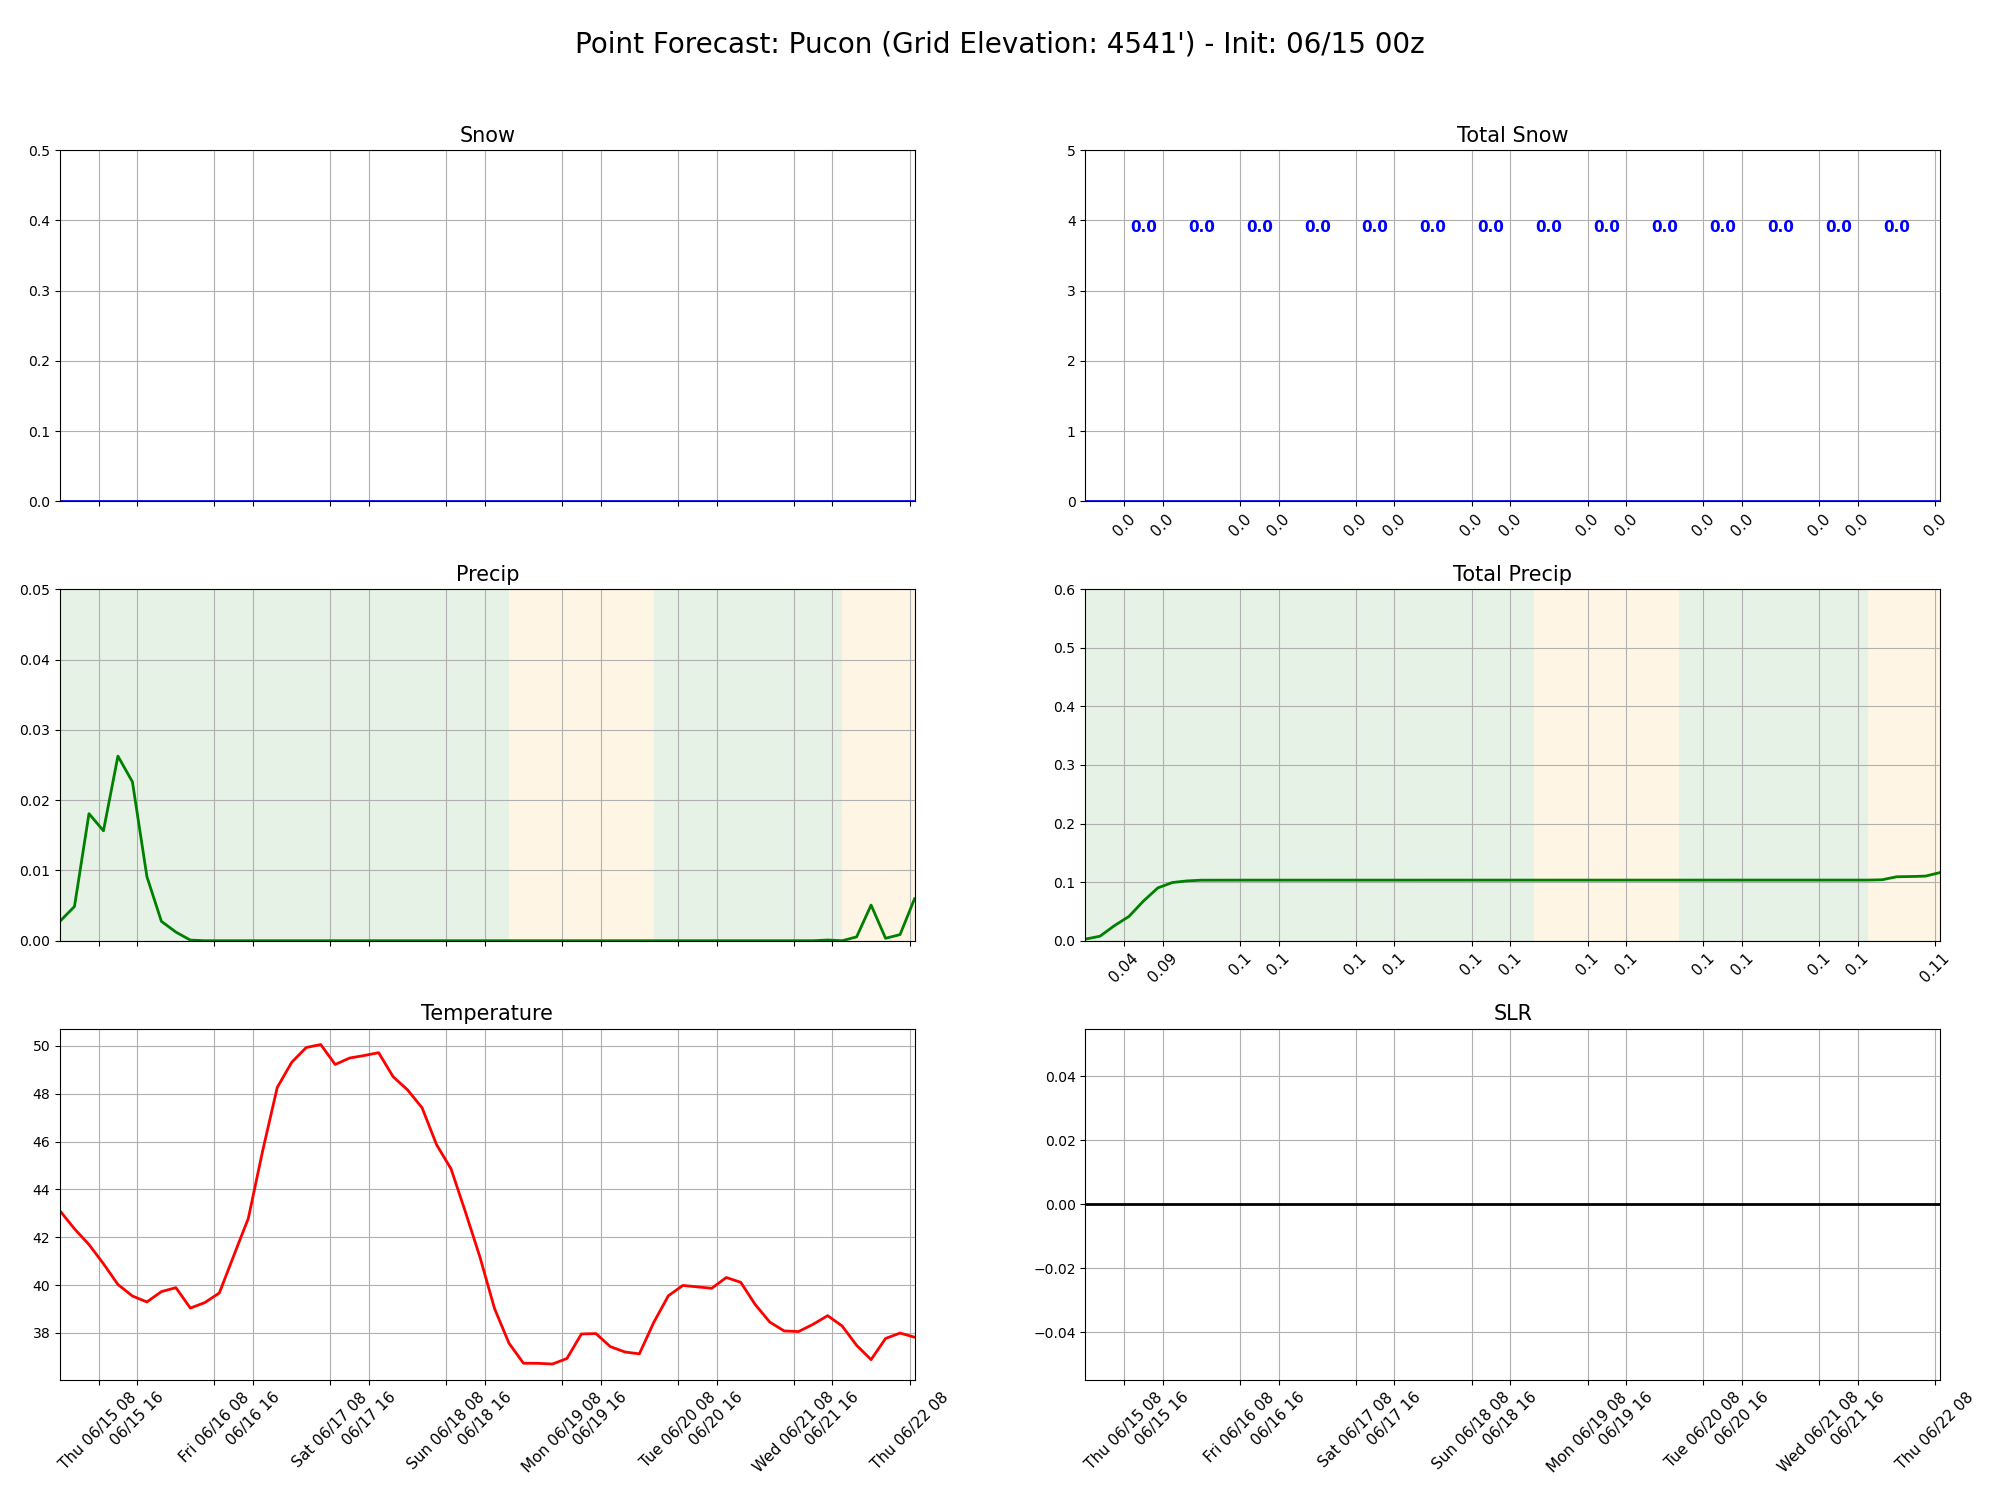 Point Forecast: Pucon (Grid Elevation: 4541') - Init: 06/15 00z
Snow
0.5
0.4
0.3
0.2
0.1
0.0
Total Snow
5
4
3
2
1
0
0.0 0.0 0.0 0.0 0.0 0.0 0.0 0.0 0.0 0.0 0.0 0.0 0.0 0.0
0.0 0.0 0.0 0.0 0.0 0.0 0.0 0.0 0.0 0.0 0.0 0.0 0.0 0.0 0.0
Precip
0.05
0.04
0.03
0.02
0.01
0.00
Total Precip
0.6
0.5
0.4
0.3
0.2
0.1
0.0
0.04 0.09 0.1 0.1 0.1 0.1 0.1 0.1 0.1 0.1 0.1 0.1 0.1 0.1 0.11
Temperature
50
48
46
44
42
40
38
Thu 06/15 08
06/15 16
Fri 06/16 08
06/16 16
Sat 06/17 08
06/17 16
Sun 06/18 08
06/18 16
Mon 06/19 08
06/19 16
Tue 06/20 08
06/20 16
Wed 06/21 08
06/21 16
Thu 06/22 08
SLR
0.04
0.02
0.00
−0.02
−0.04
Thu 06/15 08
06/15 16
Fri 06/16 08
06/16 16
Sat 06/17 08
06/17 16
Sun 06/18 08
06/18 16
Mon 06/19 08
06/19 16
Tue 06/20 08
06/20 16
Wed 06/21 08
06/21 16
Thu 06/22 08